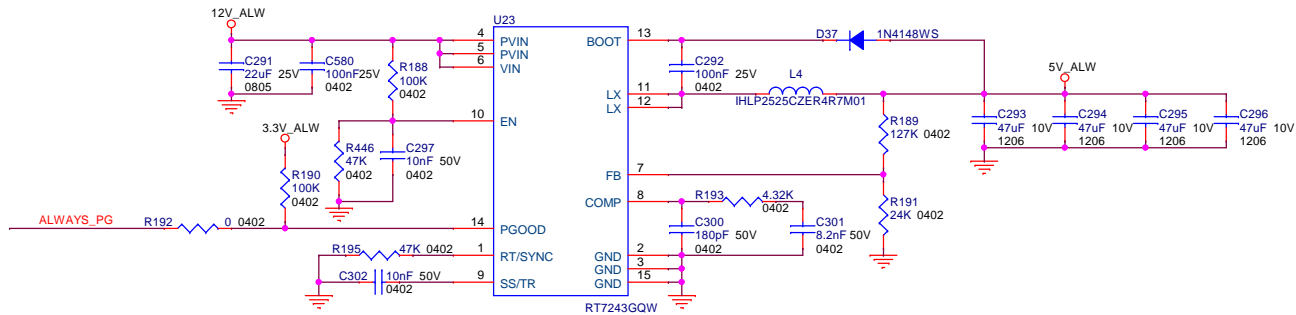 12V_ALW
U23
4 PVIN
5 PVIN
6 VIN
BOOT 13
D37 1N4148WS
C291
22uF 25V
0805
C580
100nF 25V
0402
R188
100K
0402
C292
100nF 25V
0402
L4
IHLP2525CZER4R7M01
5V_ALW
11 LX
12 LX
10 EN
3.3V_ALW
R446
47K
0402
C297
10nF 50V
0402
R189
127K 0402
C293
47uF 10V
1206
C294
47uF 10V
1206
C295
47uF 10V
1206
C296
47uF 10V
1206
R190
100K
0402
FB 7
COMP 8
R193 4.32K
0402
R191
24K 0402
ALWAYS_PG
R192 0 0402
14 PGOOD
C300
180pF 50V
0402
C301
8.2nF 50V
0402
R195 47K 0402
1 RT/SYNC
GND 2
GND 3
GND 15
C302 10nF 50V
0402
9 SS/TR
RT7243GQW